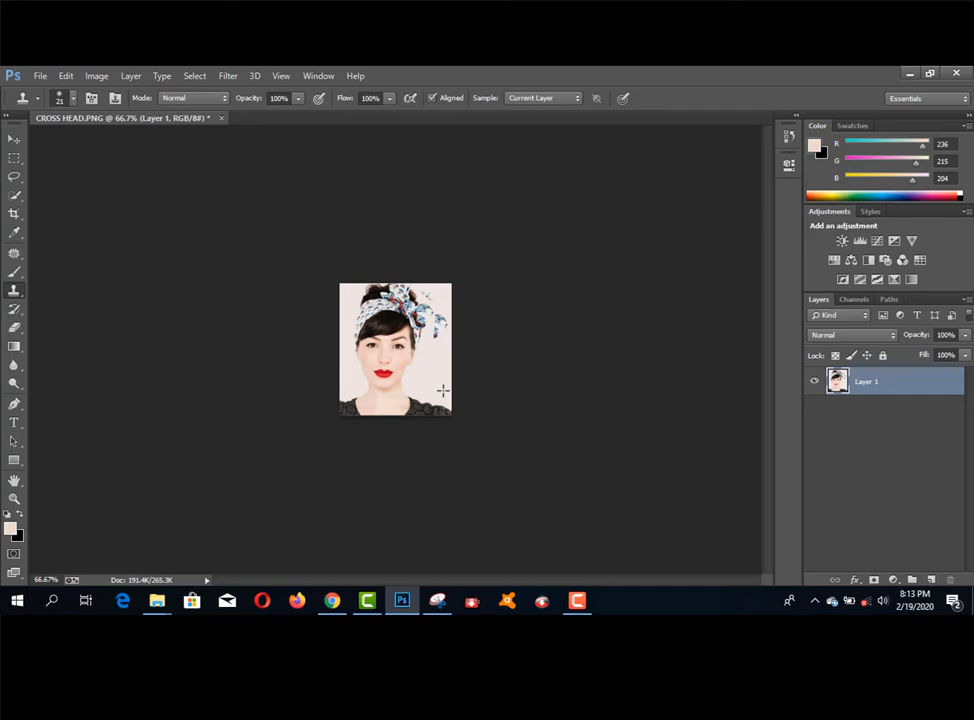 Ps File Edit Image Layer Type Select Filter 3D View Window Help
21 Mode: Normal Opacity: 100% Flow: 100% Aligned Sample: Current Layer Essentials
CROSS HEAD.PNG @ 66.7% (Layer 1, RGB/8#) * ×
Color Swatches
R 236
G 215
B 204
Adjustments Styles
Add an adjustment
Layers Channels Paths
Kind
Normal Opacity: 100%
Lock: Fill: 100%
Layer 1
66.67% Doc: 191.4K/265.3K
8:13 PM
2/19/2020
2